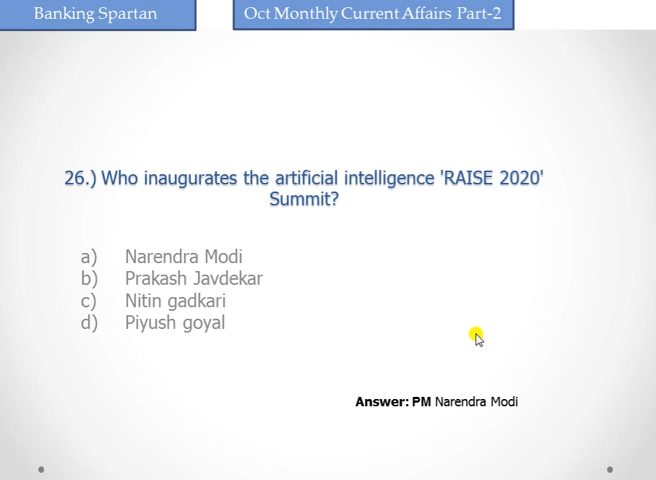 Banking Spartan
Oct Monthly Current Affairs Part-2
26.) Who inaugurates the artificial intelligence 'RAISE 2020'
Summit?
a) Narendra Modi
b) Prakash Javdekar
c) Nitin gadkari
d) Piyush goyal
Answer: PM Narendra Modi